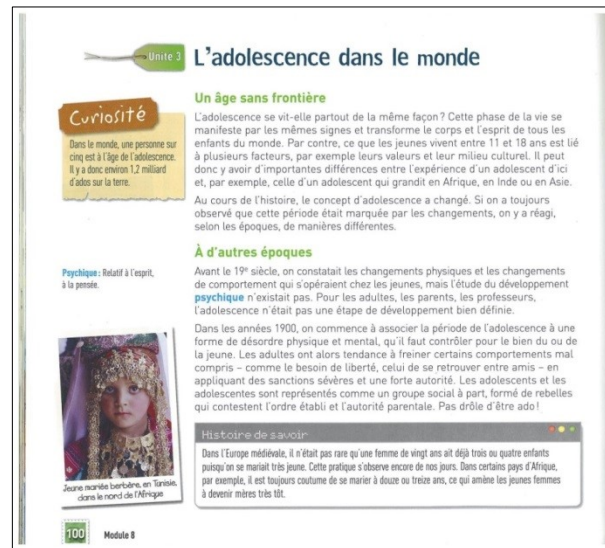 Unité 3
L'adolescence dans le monde
Curiosité
Dans le monde, une personne sur
cinq est à l'âge de l'adolescence.
Il y a donc environ 1,2 milliard
d'ados sur la terre.
Un âge sans frontière
L'adolescence se vit-elle partout de la même façon ? Cette phase de la vie se
manifeste par les mêmes signes et transforme le corps et l'esprit de tous les
enfants du monde. Par contre, ce que les jeunes vivent entre 11 et 18 ans est lié
à plusieurs facteurs, par exemple leurs valeurs et leur milieu culturel. Il peut
donc y avoir d'importantes différences entre l'expérience d'un adolescent d'ici
et, par exemple, celle d'un adolescent qui grandit en Afrique, en Inde ou en Asie.
Au cours de l'histoire, le concept d'adolescence a changé. Si on a toujours
observé que cette période était marquée par les changements, on y a réagi,
selon les époques, de manières différentes.
À d'autres époques
Psychique : Relatif à l'esprit,
à la pensée.
Avant le 19e siècle, on constatait les changements physiques et les changements
de comportement qui s'opéraient chez les jeunes, mais l'étude du développement
psychique n'existait pas. Pour les adultes, les parents, les professeurs,
l'adolescence n'était pas une étape de développement bien définie.
Dans les années 1900, on commence à associer la période de l'adolescence à une
forme de désordre physique et mental, qu'il faut contrôler pour le bien du ou de
la jeune. Les adultes ont alors tendance à freiner certains comportements mal
compris – comme le besoin de liberté, celui de se retrouver entre amis – en
appliquant des sanctions sévères et une forte autorité. Les adolescents et les
adolescentes sont représentés comme un groupe social à part, formé de rebelles
qui contestent l'ordre établi et l'autorité parentale. Pas drôle d'être ado !
Histoire de savoir
Dans l'Europe médiévale, il n'était pas rare qu'une femme de vingt ans ait déjà trois ou quatre enfants
puisqu'on se mariait très jeune. Cette pratique s'observe encore de nos jours. Dans certains pays d'Afrique,
par exemple, il est toujours coutume de se marier à douze ou treize ans, ce qui amène les jeunes femmes
à devenir mères très tôt.
Jeune mariée berbère, en Tunisie,
dans le nord de l'Afrique
100 Module 8